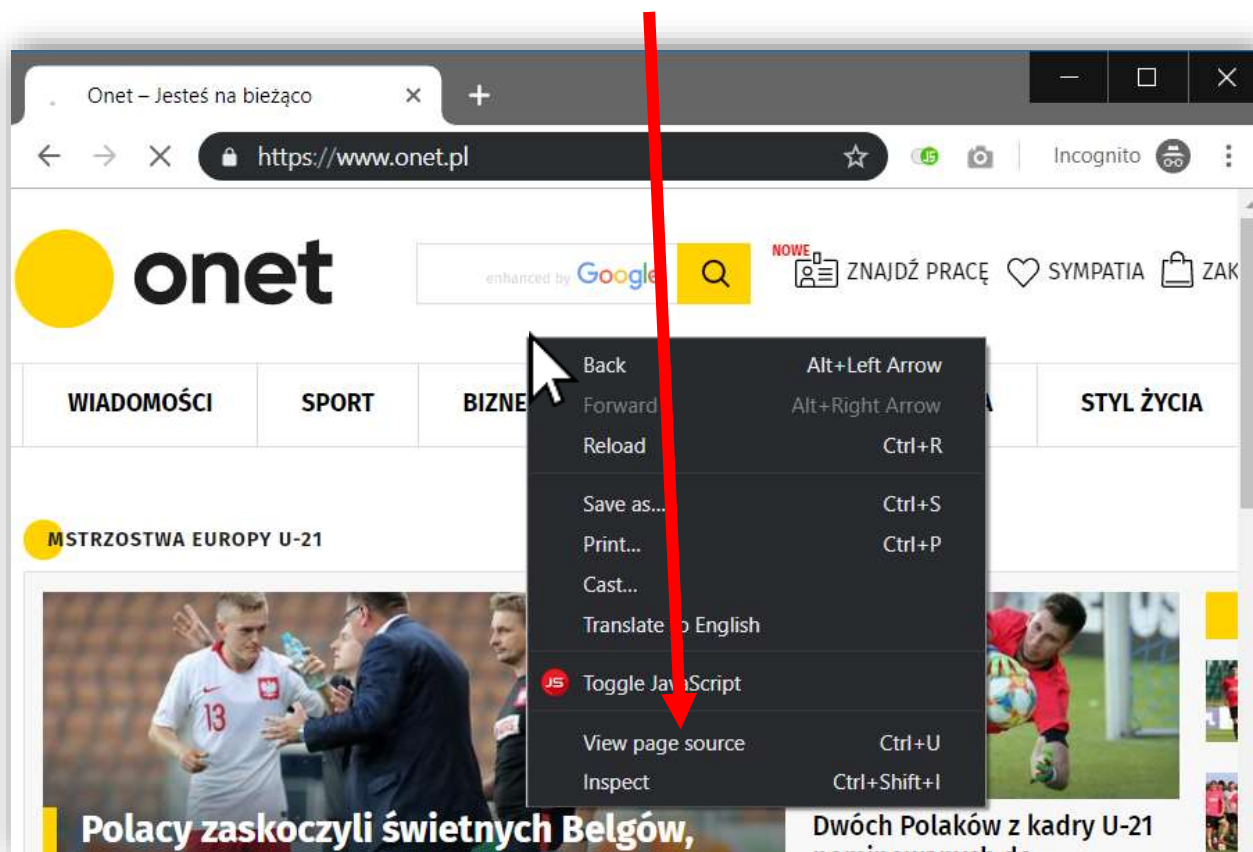 Onet – Jesteś na bieżąco
https://www.onet.pl
JS
Incognito
onet
enhanced by Google
NOWE
ZNAJDŹ PRACĘ
SYMPATIA
ZAK
WIADOMOŚCI
SPORT
BIZNE
STYL ŻYCIA
Back Alt+Left Arrow
Forward Alt+Right Arrow
Reload Ctrl+R
Save as... Ctrl+S
Print... Ctrl+P
Cast...
Translate to English
JS Toggle JavaScript
View page source Ctrl+U
Inspect Ctrl+Shift+I
MSTRZOSTWA EUROPY U-21
13
Polacy zaskoczyli świetnych Belgów,
Dwóch Polaków z kadry U-21